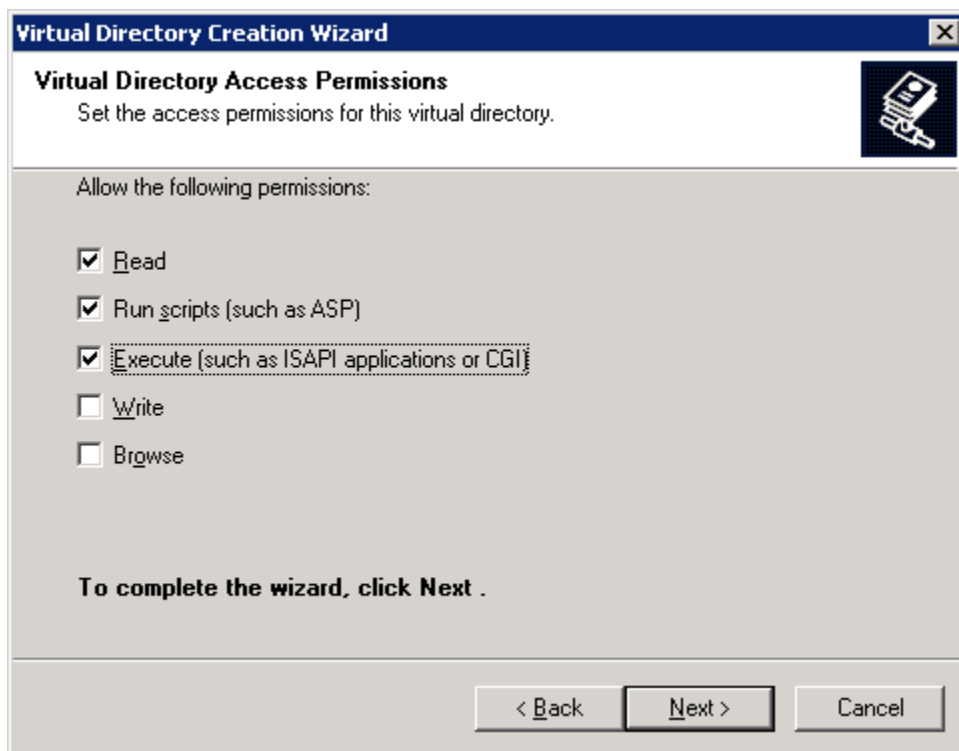 Virtual Directory Creation Wizard
Virtual Directory Access Permissions
Set the access permissions for this virtual directory.
Allow the following permissions:
Read
Run scripts (such as ASP)
Execute (such as ISAPI applications or CGI)
Write
Browse
To complete the wizard, click Next .
< Back
Next >
Cancel